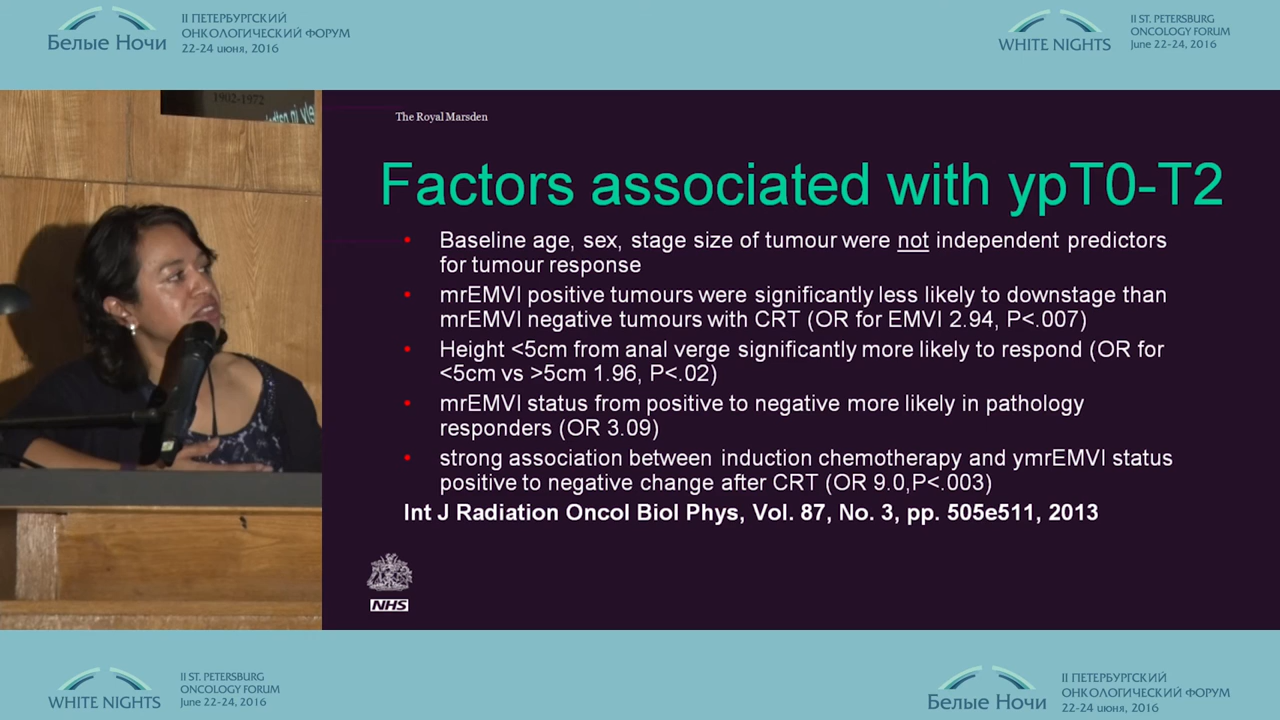 Белые Ночи
II ПЕТЕРБУРГСКИЙ
ОНКОЛОГИЧЕСКИЙ ФОРУМ
22-24 июня, 2016
WHITE NIGHTS
II ST. PETERSBURG
ONCOLOGY FORUM
June 22-24, 2016
1902-1972
The Royal Marsden
Factors associated with ypT0-T2
• Baseline age, sex, stage size of tumour were not independent predictors
for tumour response
• mrEMVI positive tumours were significantly less likely to downstage than
mrEMVI negative tumours with CRT (OR for EMVI 2.94, P<.007)
• Height <5cm from anal verge significantly more likely to respond (OR for
<5cm vs >5cm 1.96, P<.02)
• mrEMVI status from positive to negative more likely in pathology
responders (OR 3.09)
• strong association between induction chemotherapy and ymrEMVI status
positive to negative change after CRT (OR 9.0,P<.003)
Int J Radiation Oncol Biol Phys, Vol. 87, No. 3, pp. 505e511, 2013
NHS
WHITE NIGHTS
II ST. PETERSBURG
ONCOLOGY FORUM
June 22-24, 2016
Белые Ночи
II ПЕТЕРБУРГСКИЙ
ОНКОЛОГИЧЕСКИЙ ФОРУМ
22-24 июня, 2016